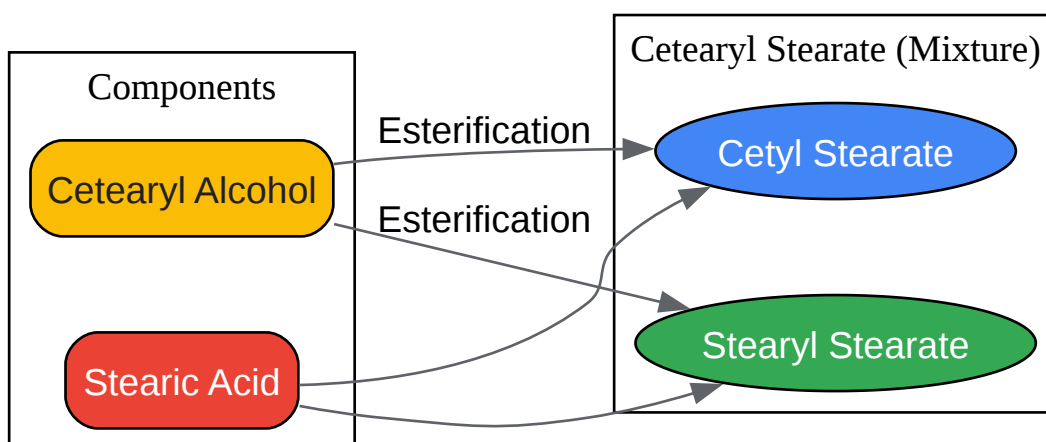 Components
Cetearyl Alcohol
Stearic Acid
Esterification
Esterification
Cetearyl Stearate (Mixture)
Cetyl Stearate
Stearyl Stearate